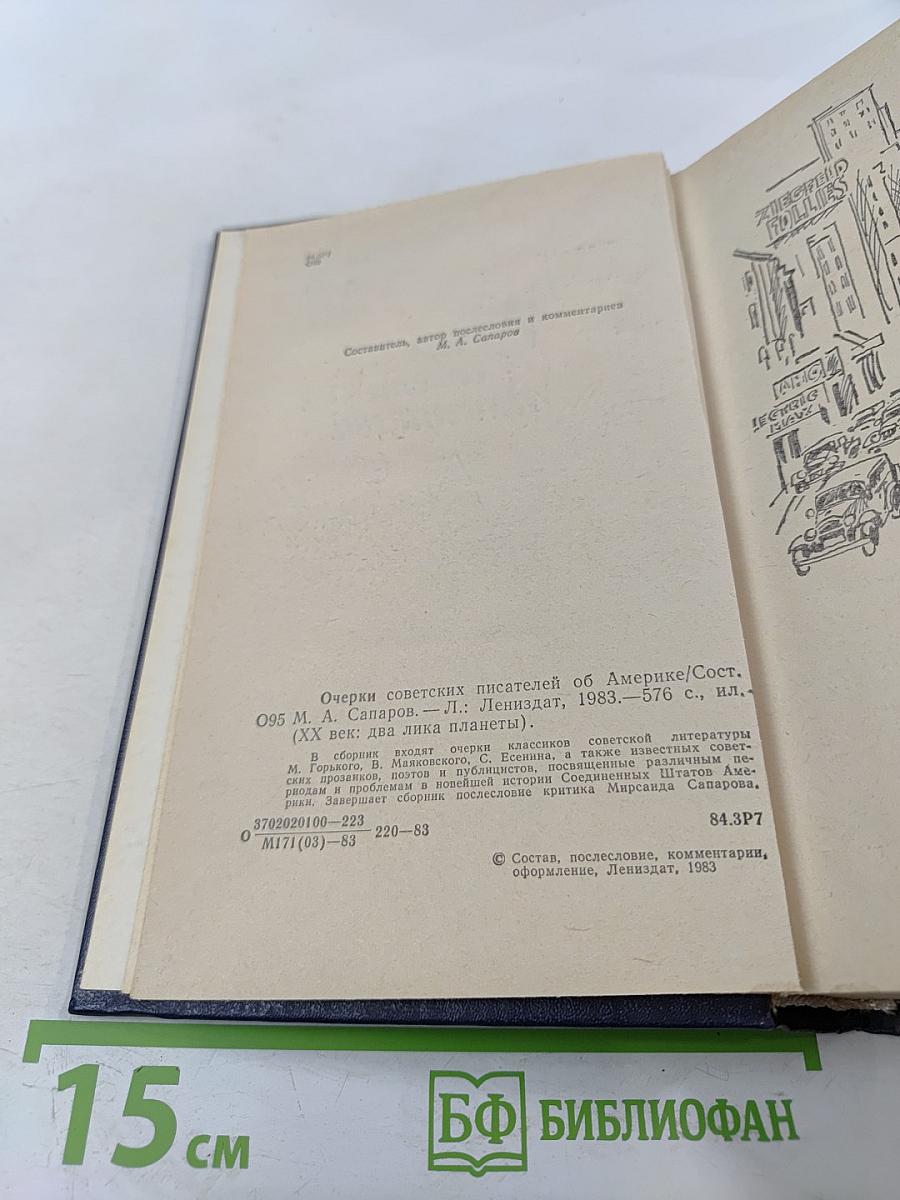 84.3Р7
О95
Составитель, автор послесловия и комментариев
М. А. Сапаров
Очерки советских писателей об Америке/Сост.
О95 М. А. Сапаров. — Л.: Лениздат, 1983.—576 с., ил.-
(XX век: два лика планеты).
В сборник входят очерки классиков советской литературы
М. Горького, В. Маяковского, С. Есенина, а также известных совет-
ских прозаиков, поэтов и публицистов, посвященные различным пе-
риодам и проблемам в новейшей истории Соединенных Штатов Аме-
рики. Завершает сборник послесловие критика Мирсаида Сапарова.
О 3702020100—223
М171(03)—83 220—83
84.3Р7
© Состав, послесловие, комментарии,
оформление, Лениздат, 1983
ZIEGFELD
FOLLIES
LECTRIC
15 см
БФ БИБЛИОФАН